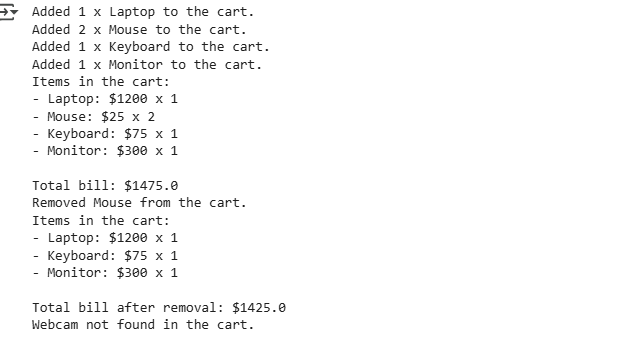 Added 1 x Laptop to the cart.
Added 2 x Mouse to the cart.
Added 1 x Keyboard to the cart.
Added 1 x Monitor to the cart.
Items in the cart:
- Laptop: $1200 x 1
- Mouse: $25 x 2
- Keyboard: $75 x 1
- Monitor: $300 x 1

Total bill: $1475.0
Removed Mouse from the cart.
Items in the cart:
- Laptop: $1200 x 1
- Keyboard: $75 x 1
- Monitor: $300 x 1

Total bill after removal: $1425.0
Webcam not found in the cart.